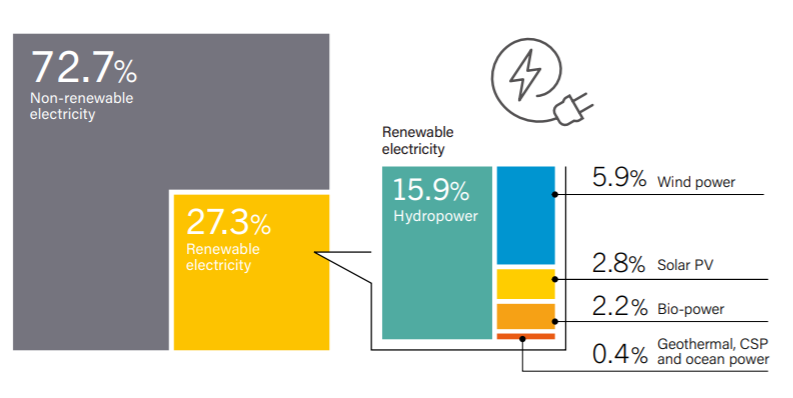 72.7%
Non-renewable
electricity
27.3%
Renewable
electricity
Renewable
electricity
15.9%
Hydropower
5.9% Wind power
2.8% Solar PV
2.2% Bio-power
0.4% Geothermal, CSP
and ocean power